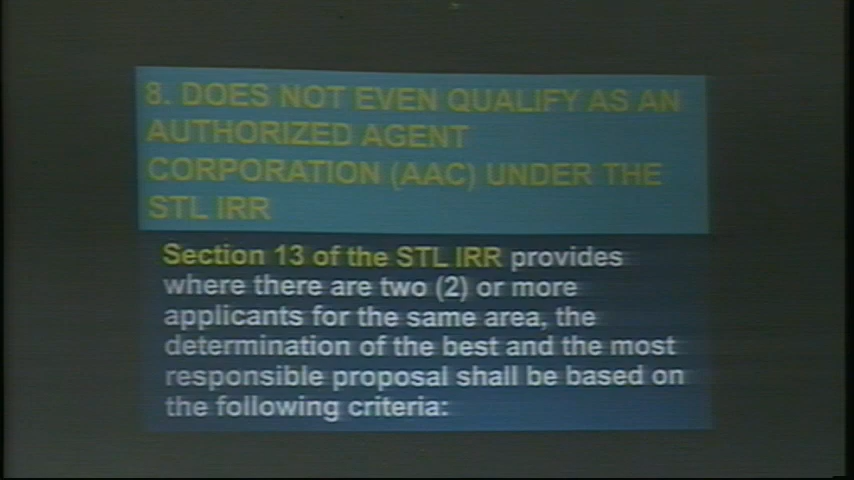 8. DOES NOT EVEN QUALIFY AS AN
AUTHORIZED AGENT
CORPORATION (AAC) UNDER THE
STL IRR
Section 13 of the STL IRR provides
where there are two (2) or more
applicants for the same area, the
determination of the best and the most
responsible proposal shall be based on
the following criteria: